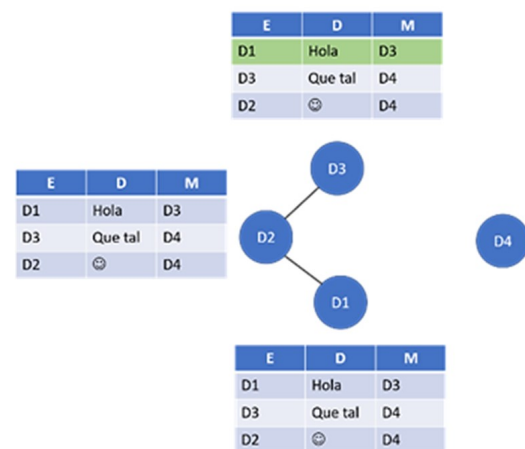 E D M
D1 Hola D3
D3 Que tal D4
D2 ☺ D4
D3
E D M
D1 Hola D3
D3 Que tal D4
D2 ☺ D4
D2
D4
D1
E D M
D1 Hola D3
D3 Que tal D4
D2 ☺ D4